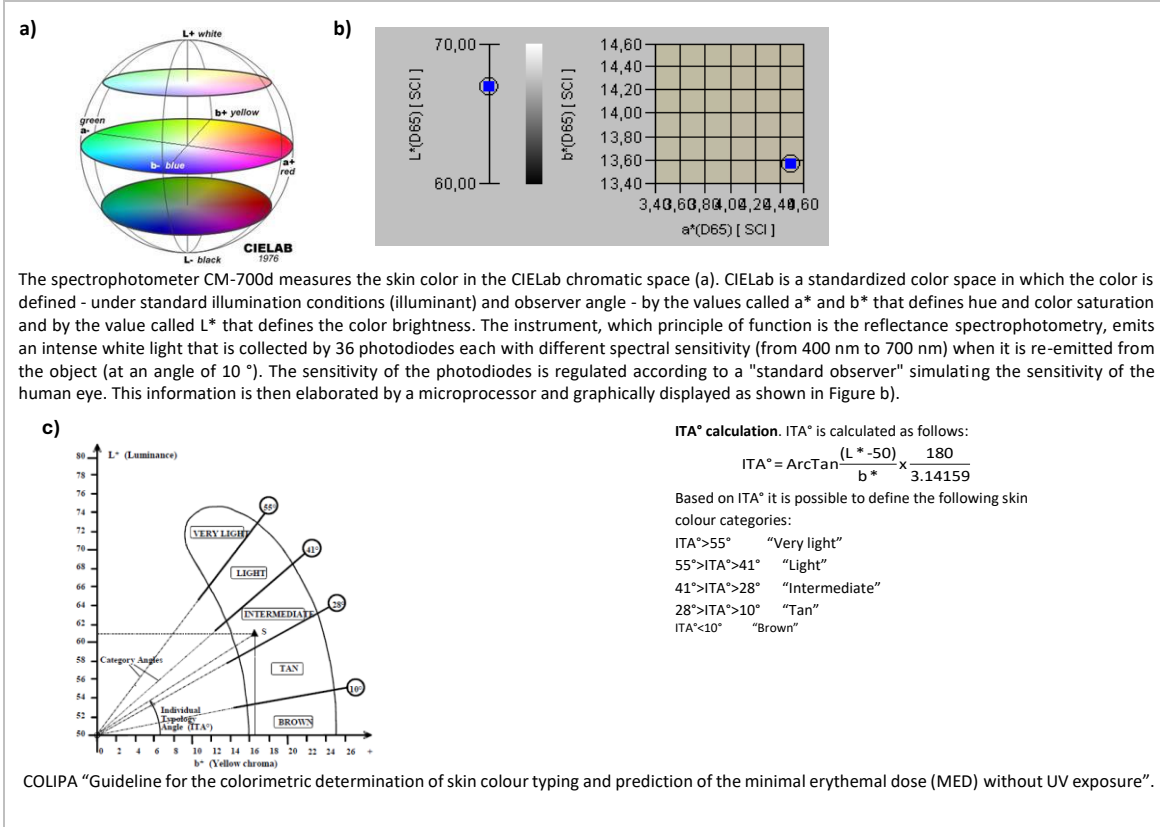 a)
L+ white
b+ yellow
green
a-
b- blue
a+
red
CIELAB
1976
L- black
b)
L*(D65) [ SCI ]
70,00
60,00
b*(D65) [ SCI ]
14,60
14,40
14,20
14,00
13,80
13,60
13,40
3,40 3,60 3,80 4,00 4,20 4,40 4,60
a*(D65) [ SCI ]
The spectrophotometer CM-700d measures the skin color in the CIELab chromatic space (a). CIELab is a standardized color space in which the color is
defined - under standard illumination conditions (illuminant) and observer angle - by the values called a* and b* that defines hue and color saturation
and by the value called L* that defines the color brightness. The instrument, which principle of function is the reflectance spectrophotometry, emits
an intense white light that is collected by 36 photodiodes each with different spectral sensitivity (from 400 nm to 700 nm) when it is re-emitted from
the object (at an angle of 10 °). The sensitivity of the photodiodes is regulated according to a "standard observer" simulating the sensitivity of the
human eye. This information is then elaborated by a microprocessor and graphically displayed as shown in Figure b).
c)
L* (Luminance)
80
78
76
74
72
70
68
66
64
62
60
58
56
54
52
50
VERY LIGHT
55°
LIGHT
41°
INTERMEDIATE
28°
S
Category Angles
TAN
10°
Individual
Typology
Angle (ITA°)
BROWN
0 2 4 6 8 10 12 14 16 18 20 22 24 26 +
b* (Yellow chroma)
ITA° calculation. ITA° is calculated as follows:
ITA° = ArcTan (L * -50) / b * x 180 / 3.14159
Based on ITA° it is possible to define the following skin
colour categories:
ITA°>55° “Very light”
55°>ITA°>41° “Light”
41°>ITA°>28° “Intermediate”
28°>ITA°>10° “Tan”
ITA°<10° “Brown”
COLIPA “Guideline for the colorimetric determination of skin colour typing and prediction of the minimal erythemal dose (MED) without UV exposure”.